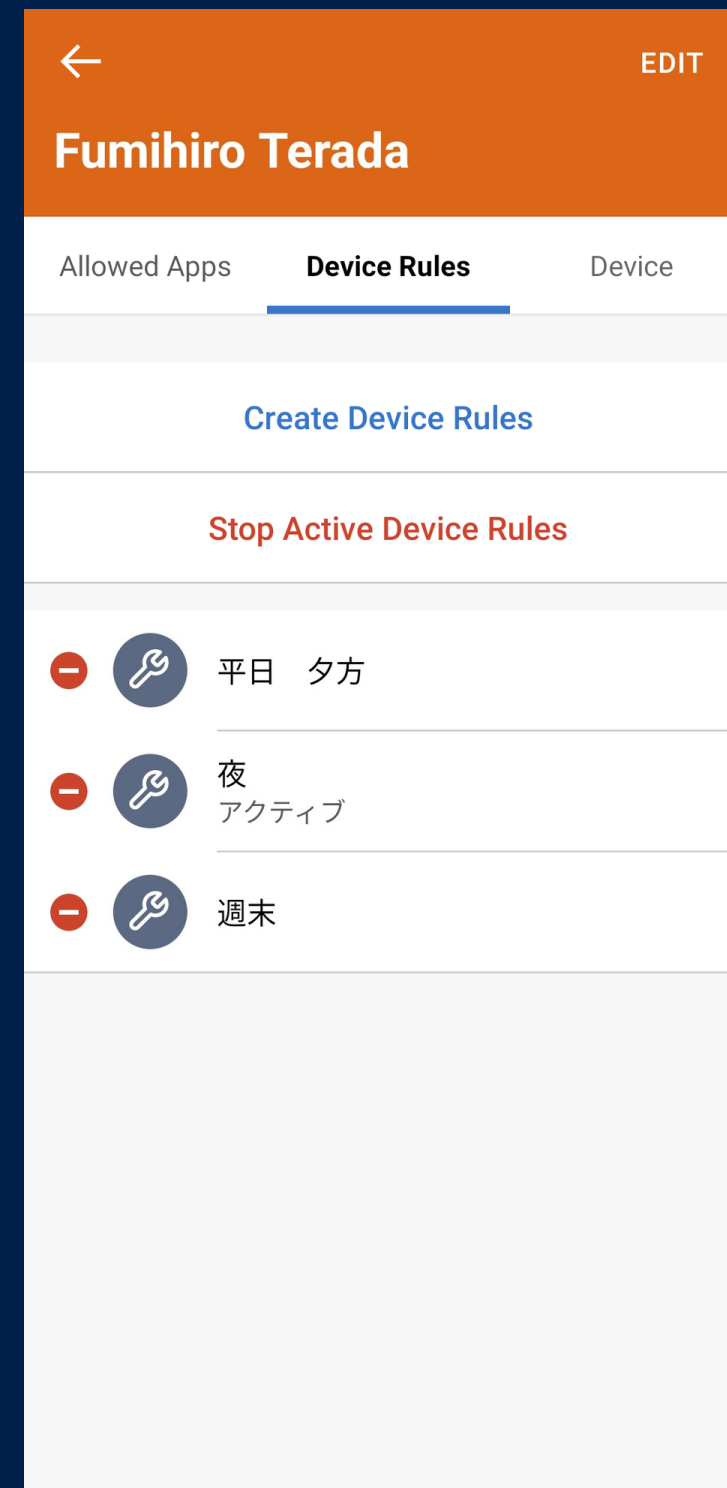 EDIT
Fumihiro Terada
Allowed Apps
Device Rules
Device
Create Device Rules
Stop Active Device Rules
平日　夕方
夜
アクティブ
週末